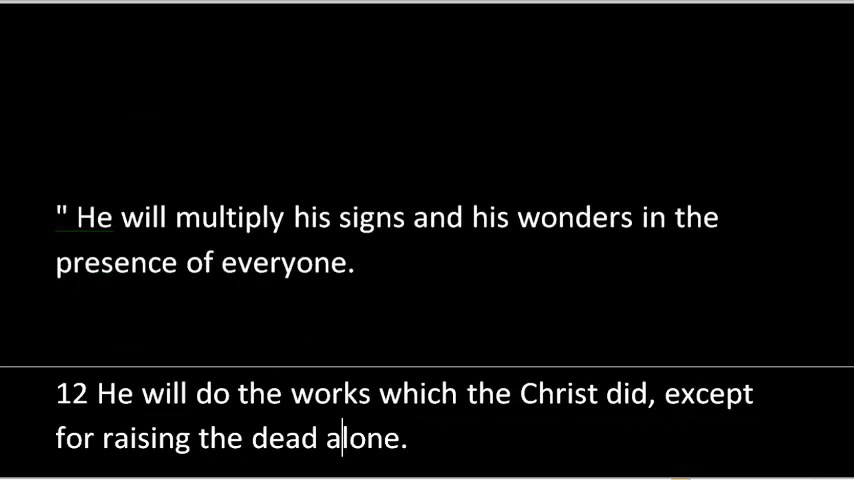 " He will multiply his signs and his wonders in the
presence of everyone.
12 He will do the works which the Christ did, except
for raising the dead alone.